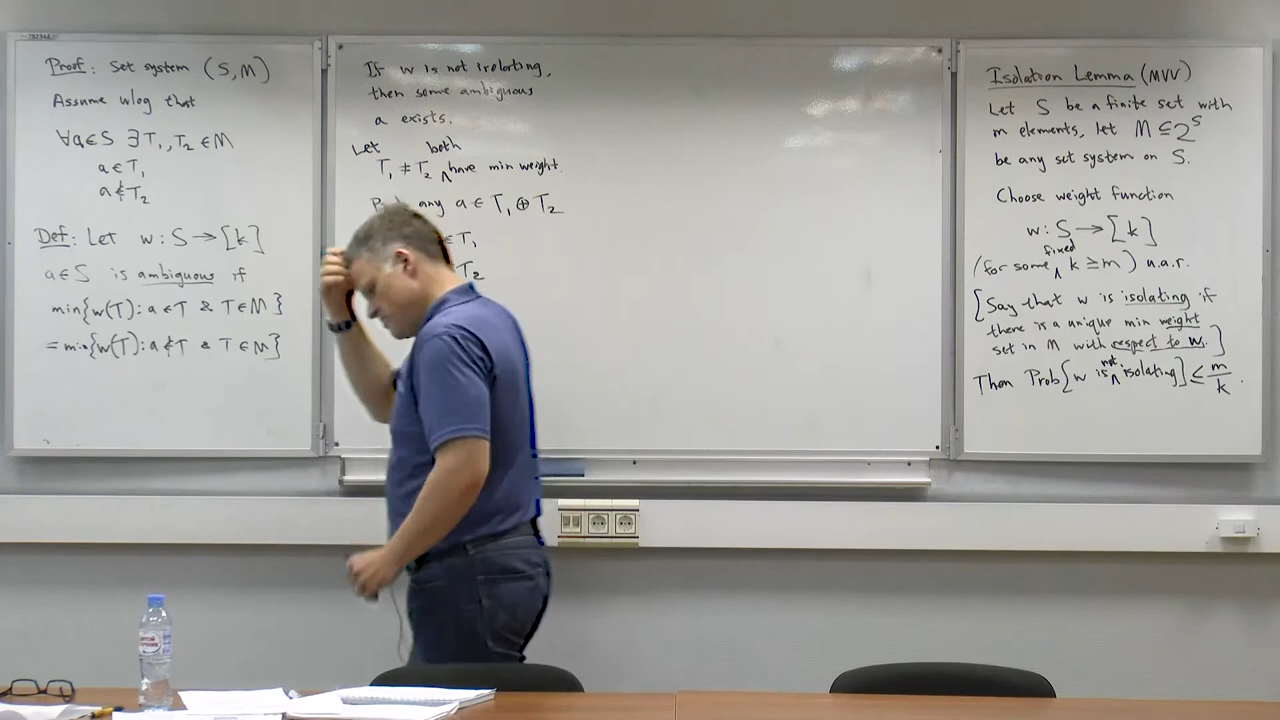 Proof: Set system (S,M)
Assume wlog that
∀a∈S ∃T₁,T₂∈M
a∈T₁
a∉T₂
Def: Let w:S→[k]
a∈S is ambiguous if
min{w(T): a∈T & T∈M}
=min{w(T): a∉T & T∈M}
If w is not isolating,
then some ambiguous
a exists.
Let both
T₁≠T₂ ∧ have min weight.
any a∈T₁⊕T₂
∈T₁
T₂
Isolation Lemma (MVV)
Let S be a finite set with
m elements, let M⊆2^S
be any set system on S.
Choose weight function
w: S→[k]
fixed
(for some ∧ k≥m) u.a.r.
[Say that w is isolating if
there is a unique min weight
set in M with respect to w.]
not
Then Prob[w is ∧ isolating]≤m/k.